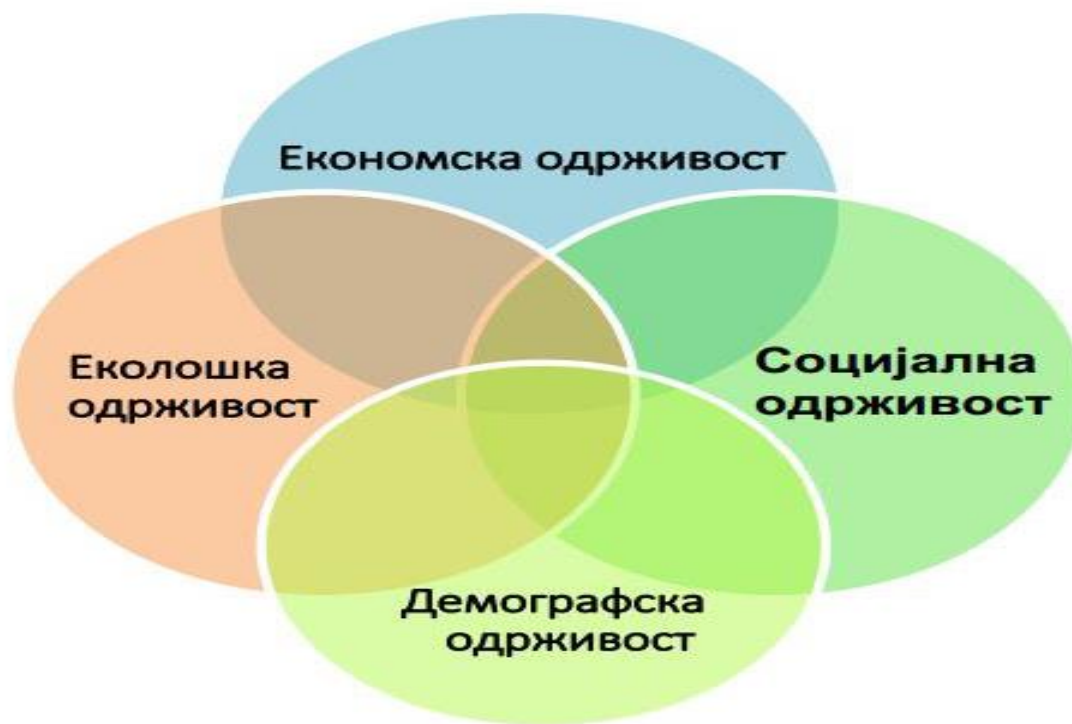 Економска одрживост
Еколошка
одрживост
Социјална
одрживост
Демографска
одрживост